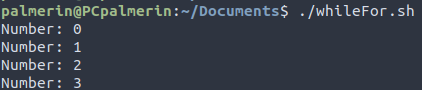 palmerin@PCpalmerin:~/Documents$ ./whileFor.sh
Number: 0
Number: 1
Number: 2
Number: 3